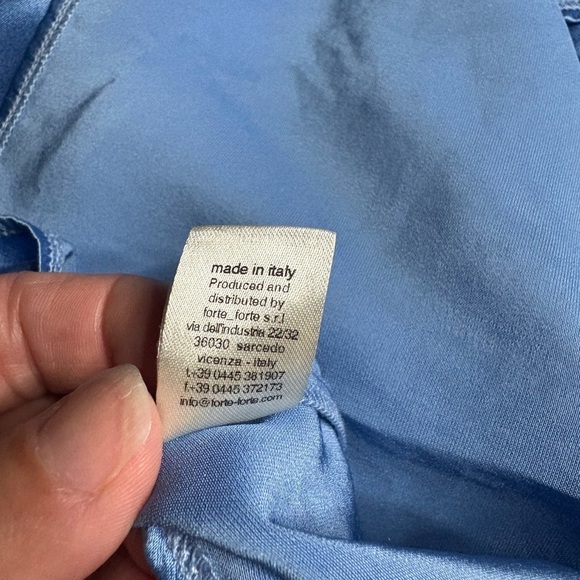 made in italy
Produced and
distributed by
forte_forte s.r.l
via dell'industria 22/32
36030 sarcedo
vicenza - italy
t.+39 0445 381907
f.+39 0445 372173
info@forte-forte.com